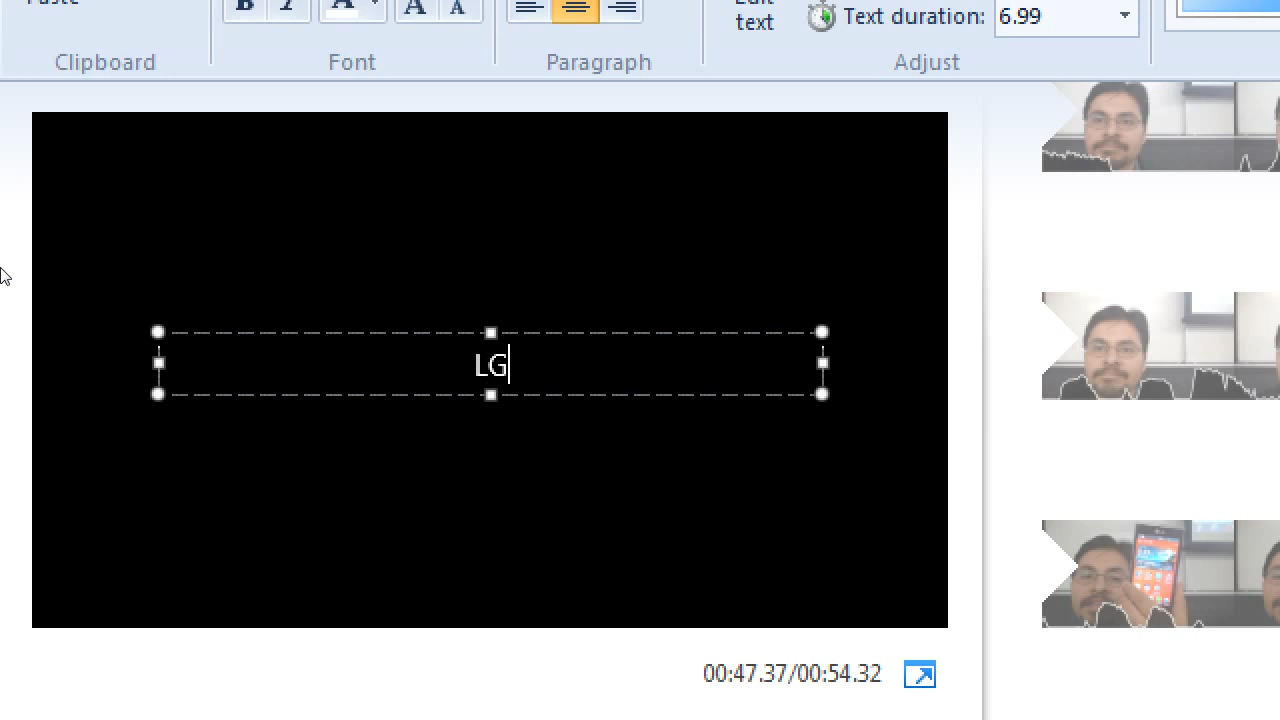 Paste
B I A A A
Edit
text
Text duration: 6.99
Clipboard
Font
Paragraph
Adjust
LG
00:47.37/00:54.32